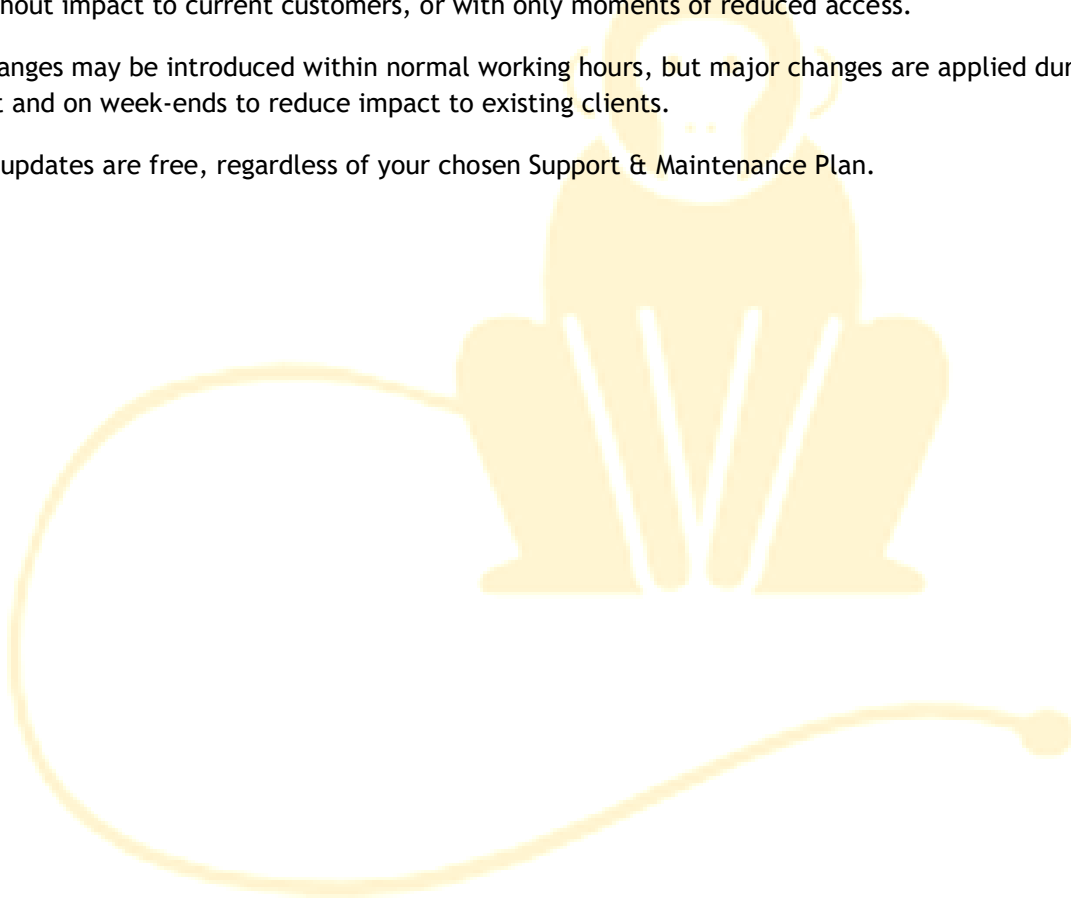 hout impact to current customers, or with only moments of reduced access.
anges may be introduced within normal working hours, but major changes are applied dur
t and on week-ends to reduce impact to existing clients.
updates are free, regardless of your chosen Support & Maintenance Plan.